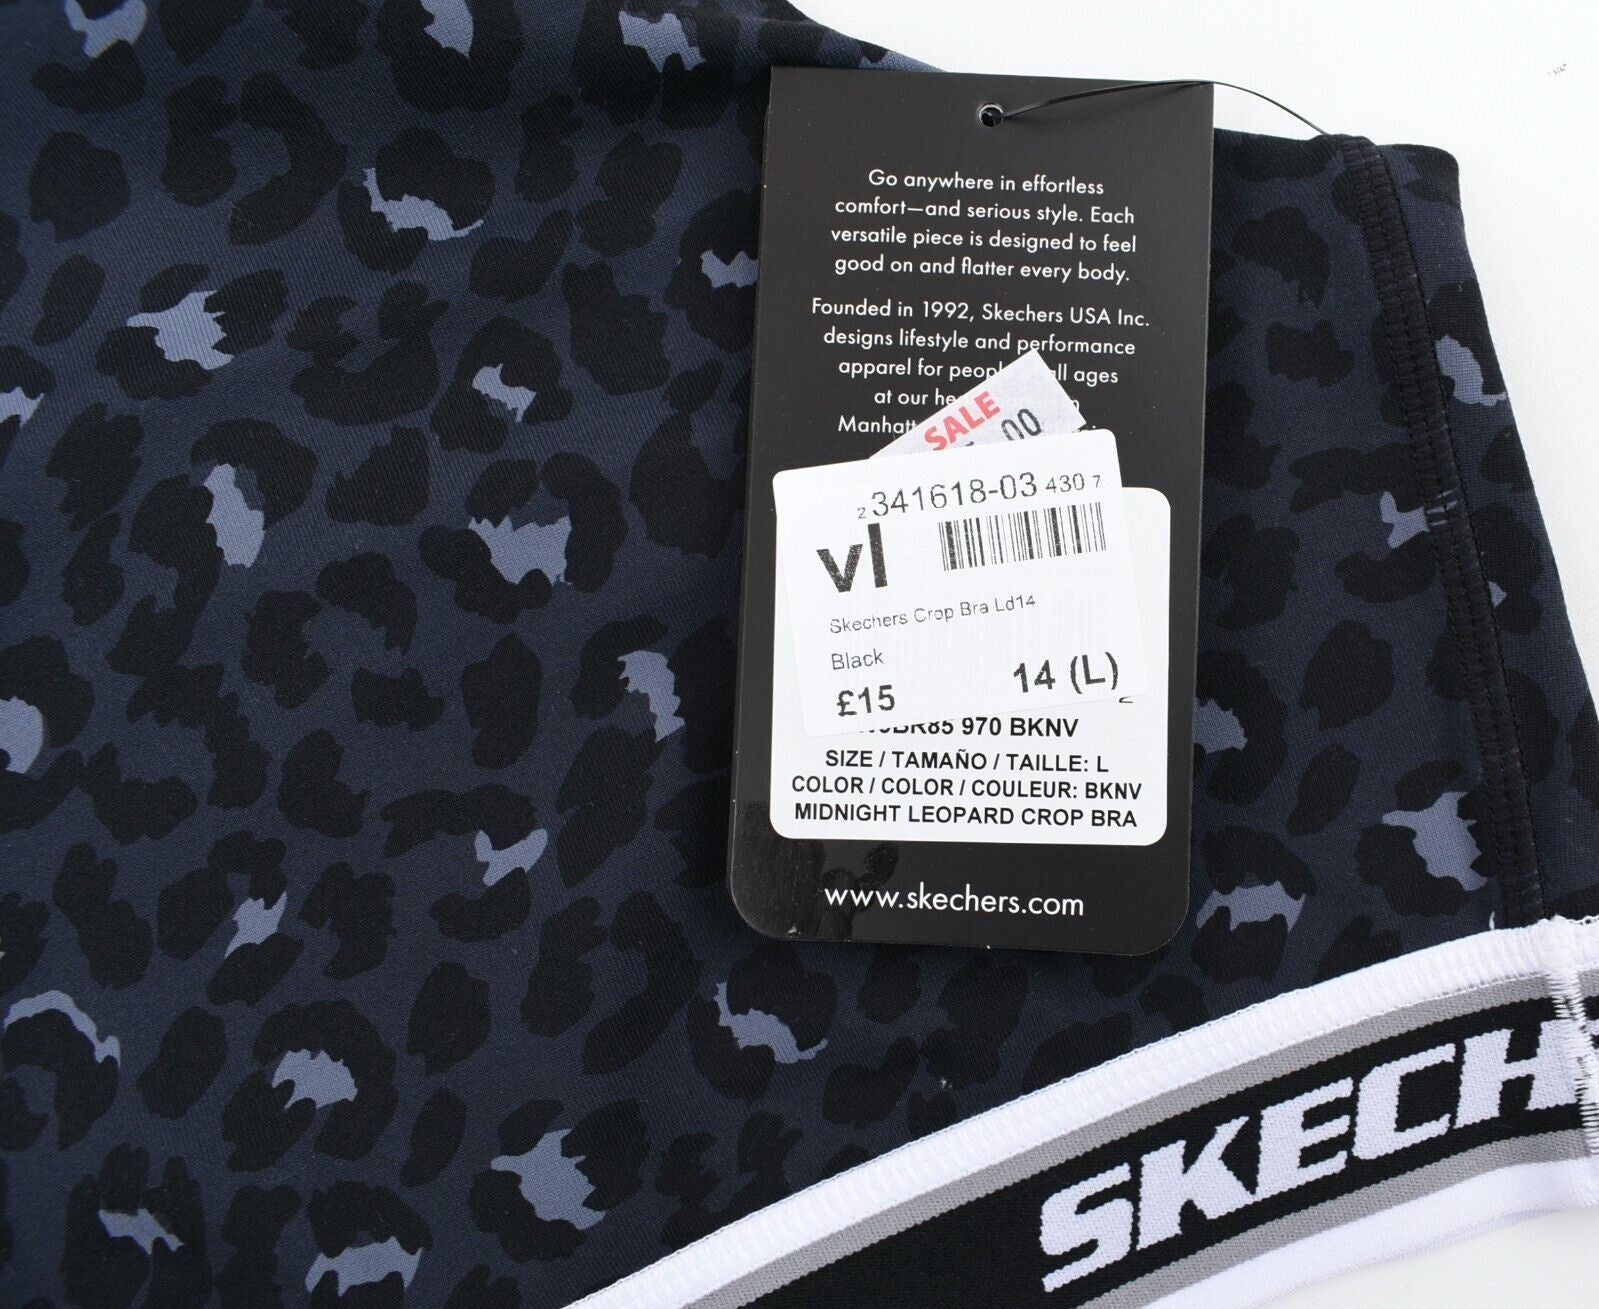 Go anywhere in effortless
comfort—and serious style. Each
versatile piece is designed to feel
good on and flatter every body.
Founded in 1992, Skechers USA Inc.
designs lifestyle and performance
apparel for all ages
at our
SALE
00
2 341618-03 430 7
vl
Skechers Crop Bra Ld14
Black
£15 14 (L)
970 BKNV
SIZE / TAMAÑO / TAILLE: L
COLOR / COLOR / COULEUR: BKNV
MIDNIGHT LEOPARD CROP BRA
www.skechers.com
SKECH